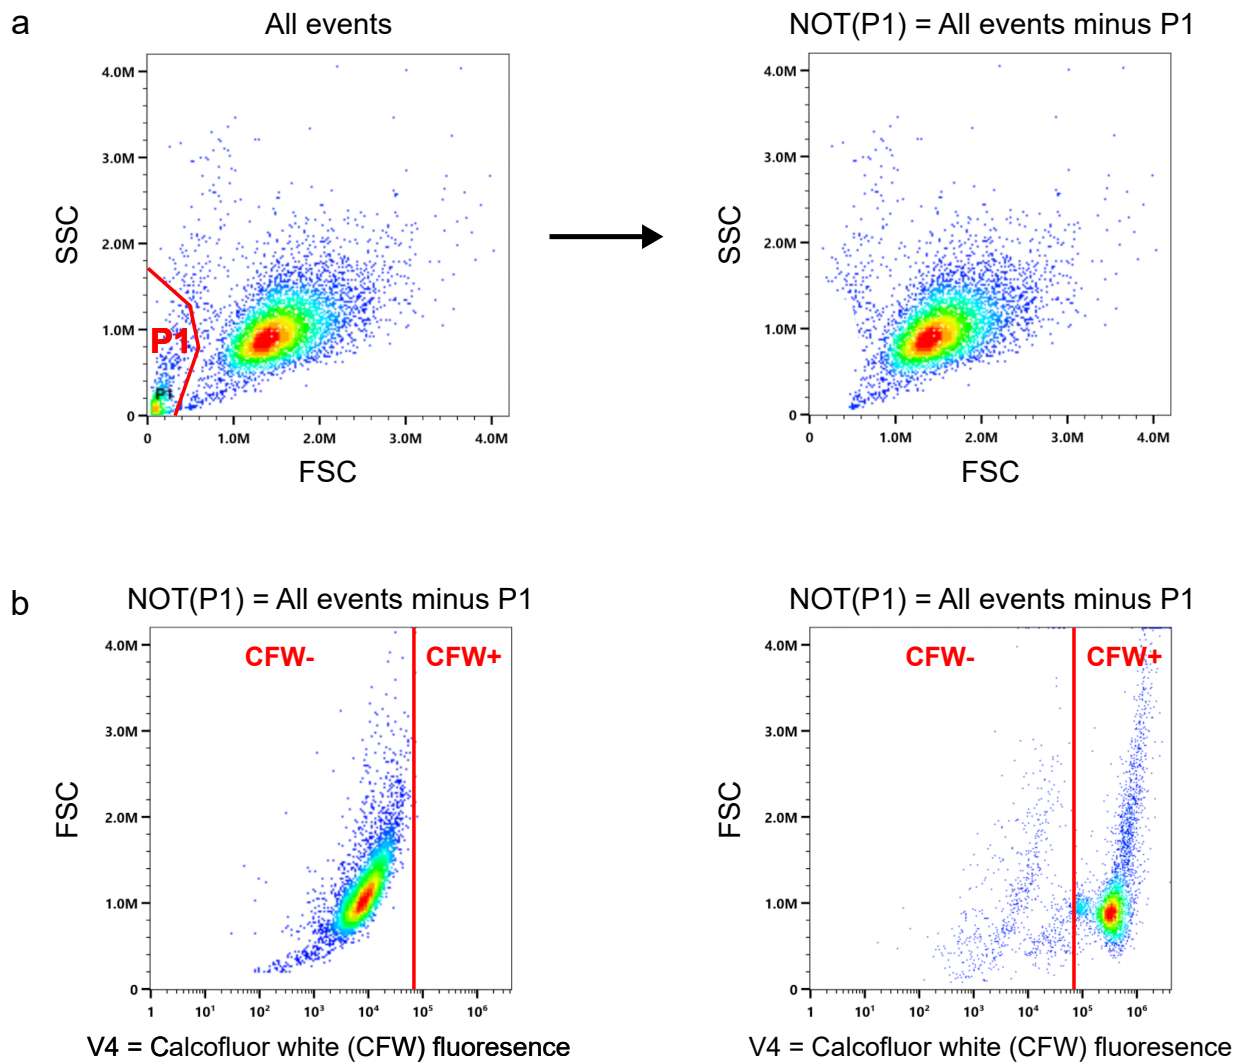 a
All events
NOT(P1) = All events minus P1
4.0M
3.0M
2.0M
1.0M
0
SSC
P1
P1
0 1.0M 2.0M 3.0M 4.0M
FSC
4.0M
3.0M
2.0M
1.0M
0
SSC
0 1.0M 2.0M 3.0M 4.0M
FSC
b
NOT(P1) = All events minus P1
NOT(P1) = All events minus P1
CFW- CFW+
4.0M
3.0M
2.0M
1.0M
0
FSC
1 10¹ 10² 10³ 10⁴ 10⁵ 10⁶
V4 = Calcofluor white (CFW) fluoresence
CFW- CFW+
4.0M
3.0M
2.0M
1.0M
0
FSC
1 10¹ 10² 10³ 10⁴ 10⁵ 10⁶
V4 = Calcofluor white (CFW) fluoresence